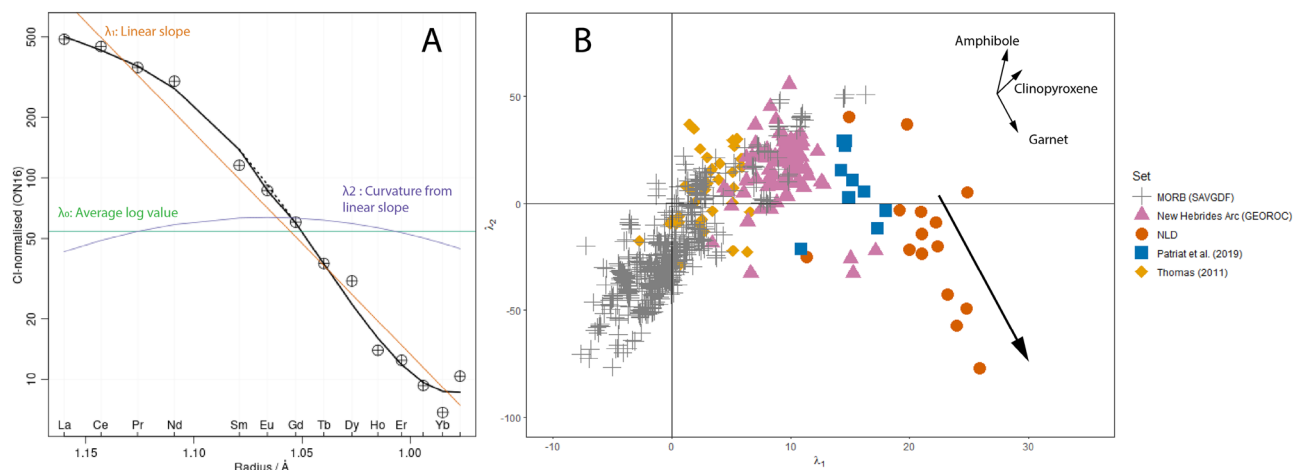 λ₁: Linear slope
A
500
200
100
50
20
10
CI-normalised (ON16)
λ2 : Curvature from
linear slope
λ₀: Average log value
La Ce Pr Nd Sm Eu Gd Tb Dy Ho Er Yb
1.15 1.10 1.05 1.00
Radius / Å
B
Amphibole
Clinopyroxene
Garnet
50
0
-50
-100
λ₂
-10 0 10 20 30
λ₁
Set
MORB (SAVGDF)
New Hebrides Arc (GEOROC)
NLD
Patriat et al. (2019)
Thomas (2011)